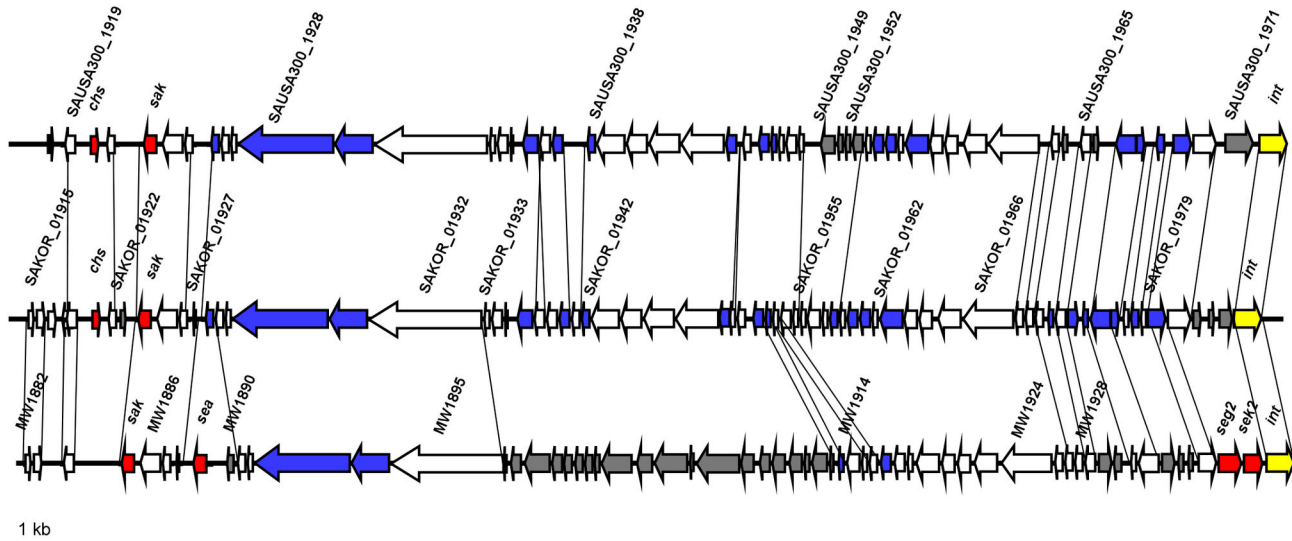 SAUSA300_1919
chs
sak
SAUSA300_1928
SAUSA300_1938
SAUSA300_1949
SAUSA300_1952
SAUSA300_1965
SAUSA300_1971
int
SAKOR_01915
chs
SAKOR_01922
sak
SAKOR_01927
SAKOR_01932
SAKOR_01933
SAKOR_01942
SAKOR_01955
SAKOR_01962
SAKOR_01966
SAKOR_01979
int
MW1882
sak
MW1886
sea
MW1890
MW1895
MW1914
MW1924
MW1928
seg2
sek2
int
1 kb